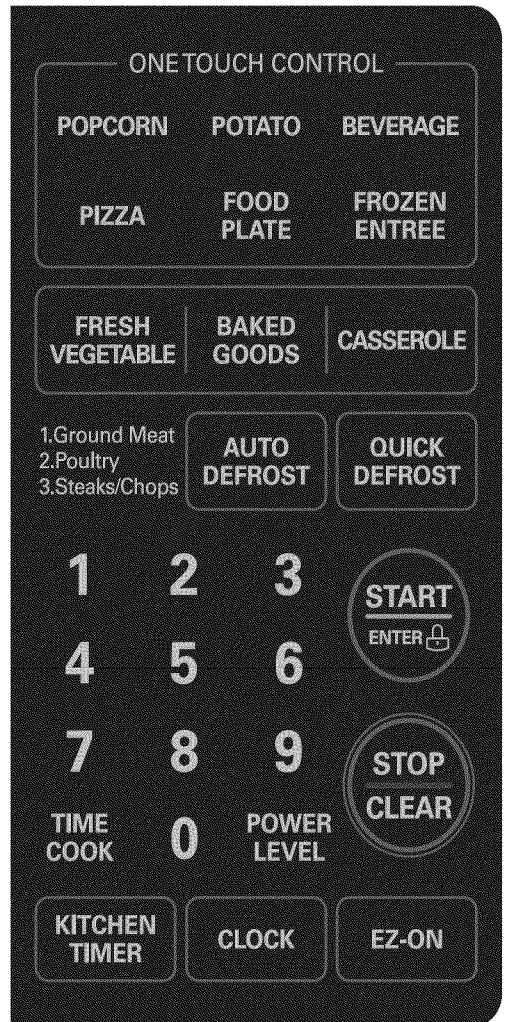 ONE TOUCH CONTROL
POPCORN POTATO BEVERAGE
PIZZA
FOOD
PLATE
FROZEN
ENTREE
FRESH
VEGETABLE
BAKED
GOODS
CASSEROLE
1.Ground Meat
2.Poultry
3.Steaks/Chops
AUTO
DEFROST
QUICK
DEFROST
1 2 3
START
ENTER
4 5 6
7 8 9
STOP
CLEAR
TIME
COOK
0
POWER
LEVEL
KITCHEN
TIMER
CLOCK
EZ-ON